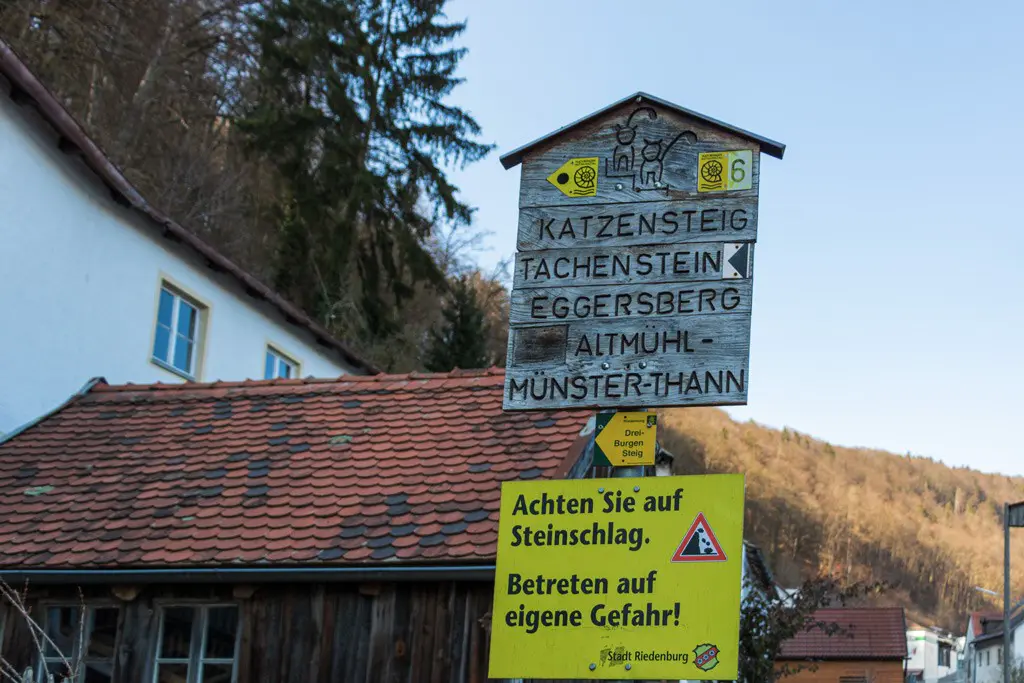 6
KATZENSTEIG
TACHENSTEIN
EGGERSBERG
ALTMÜHL-
MÜNSTER-THANN
Riedenburg
Drei-
Burgen
Steig
Achten Sie auf
Steinschlag.
Betreten auf
eigene Gefahr!
Stadt Riedenburg